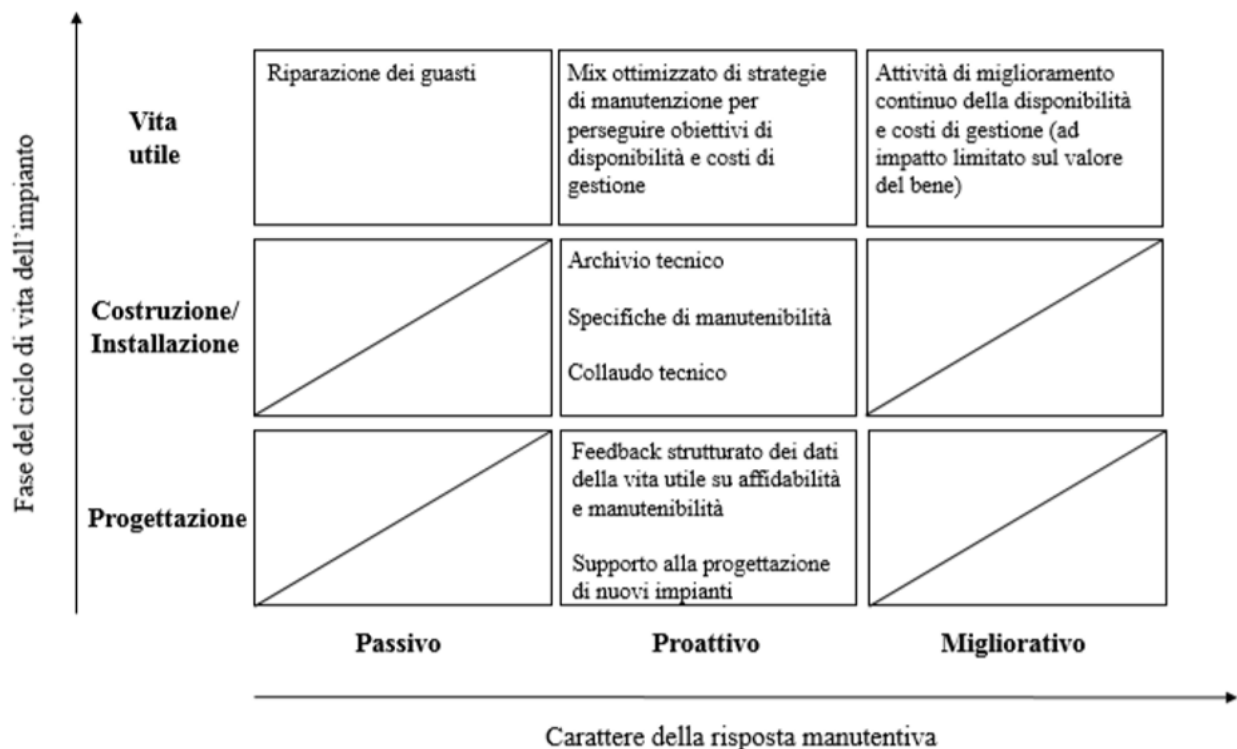 Fase del ciclo di vita dell'impianto
Vita
utile
Riparazione dei guasti
Mix ottimizzato di strategie
di manutenzione per
perseguire obiettivi di
disponibilità e costi di
gestione
Attività di miglioramento
continuo della disponibilità
e costi di gestione (ad
impatto limitato sul valore
del bene)
Costruzione/
Installazione
Archivio tecnico
Specifiche di manutenibilità
Collaudo tecnico
Progettazione
Feedback strutturato dei dati
della vita utile su affidabilità
e manutenibilità
Supporto alla progettazione
di nuovi impianti
Passivo
Proattivo
Migliorativo
Carattere della risposta manutentiva